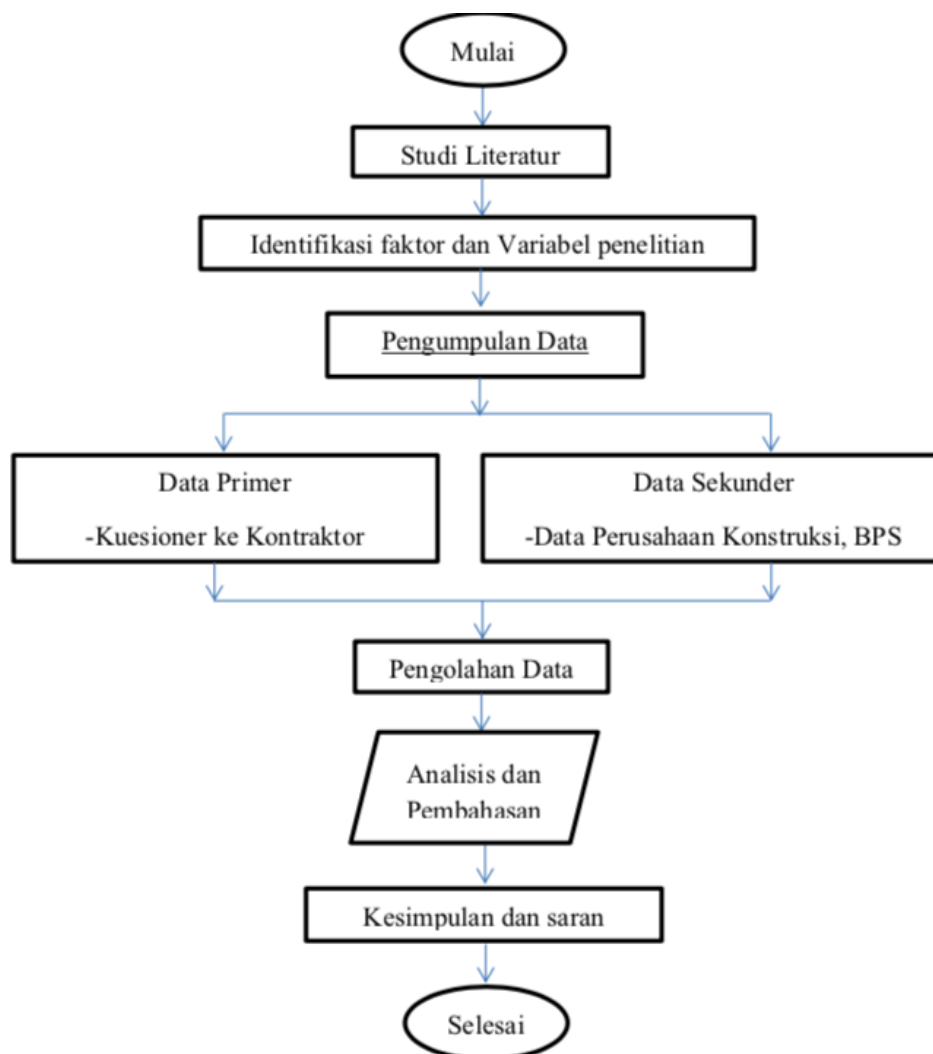 Mulai
Studi Literatur
Identifikasi faktor dan Variabel penelitian
Pengumpulan Data
Data Primer
-Kuesioner ke Kontraktor
Data Sekunder
-Data Perusahaan Konstruksi, BPS
Pengolahan Data
Analisis dan
Pembahasan
Kesimpulan dan saran
Selesai